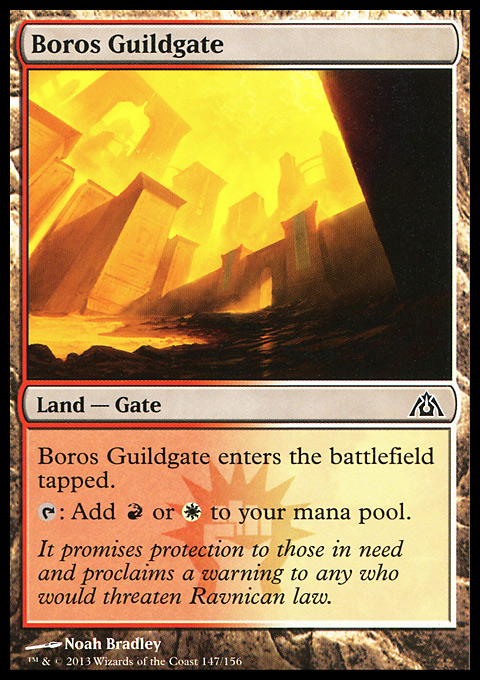 Boros Guildgate
Land — Gate
Boros Guildgate enters the battlefield
tapped.
: Add or to your mana pool.
It promises protection to those in need
and proclaims a warning to any who
would threaten Ravnican law.
Noah Bradley
™ & © 2013 Wizards of the Coast 147/156